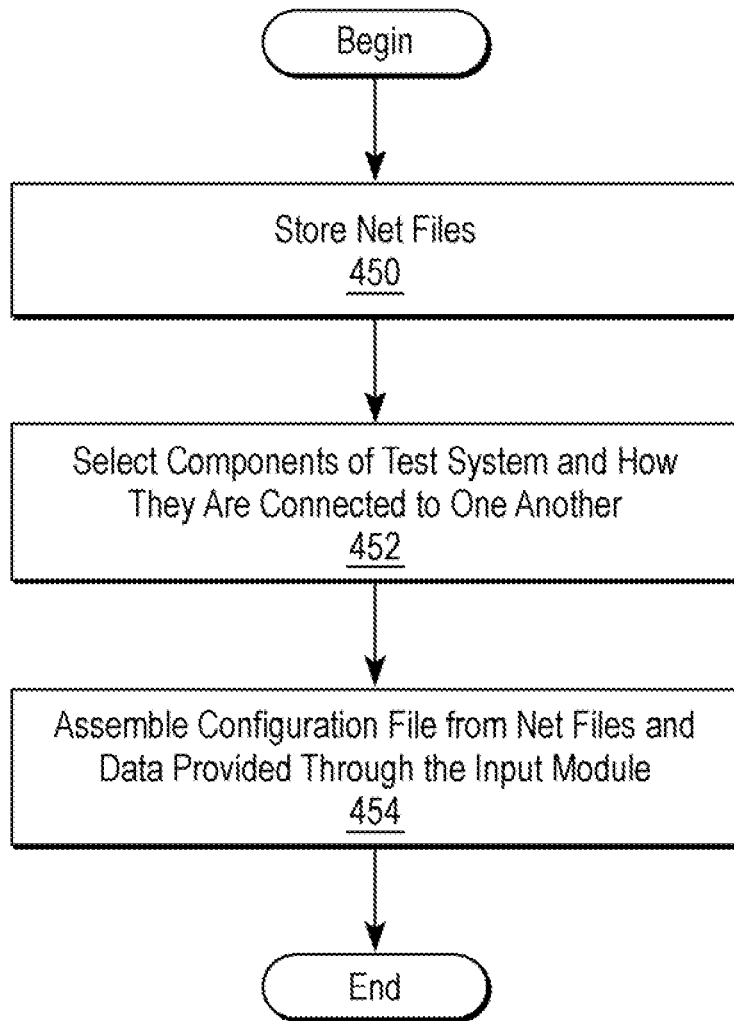 Begin
Store Net Files
450
Select Components of Test System and How
They Are Connected to One Another
452
Assemble Configuration File from Net Files and
Data Provided Through the Input Module
454
End